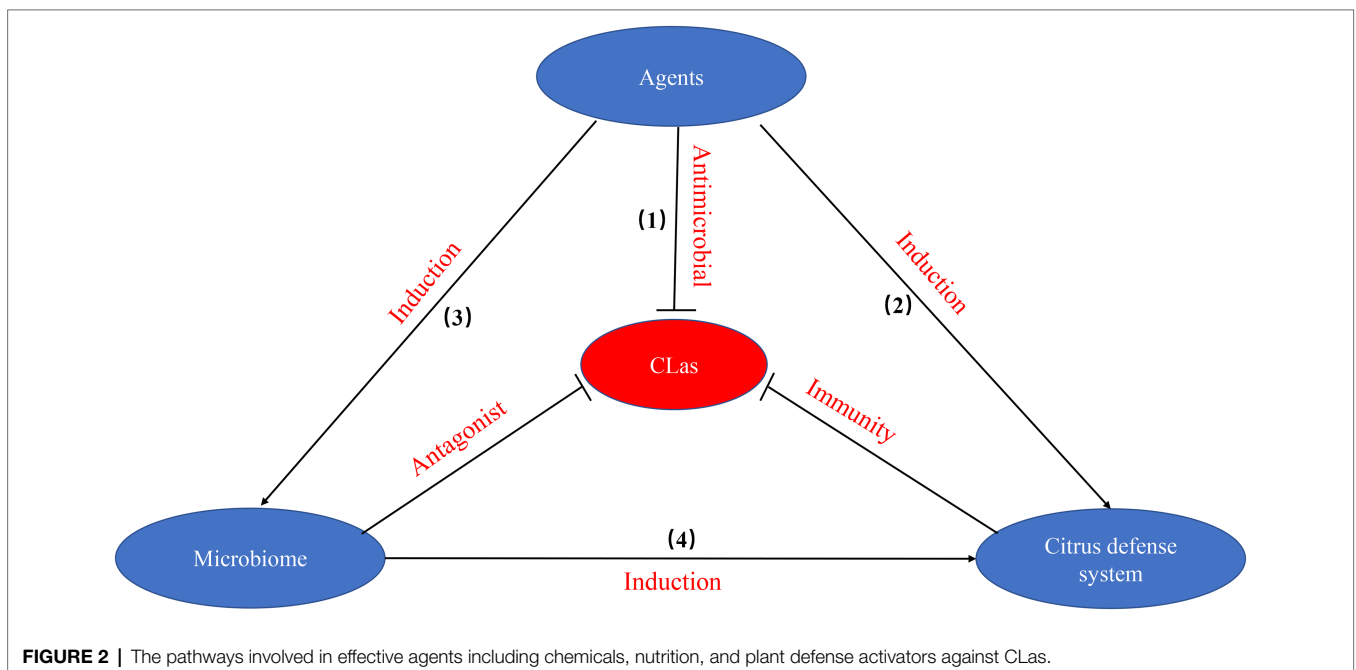 Agents
Antimicrobial
(1)
Induction
(3)
Induction
(2)
CLas
Antagonist
Immunity
Microbiome
(4)
Induction
Citrus defense
system
FIGURE 2 | The pathways involved in effective agents including chemicals, nutrition, and plant defense activators against CLas.